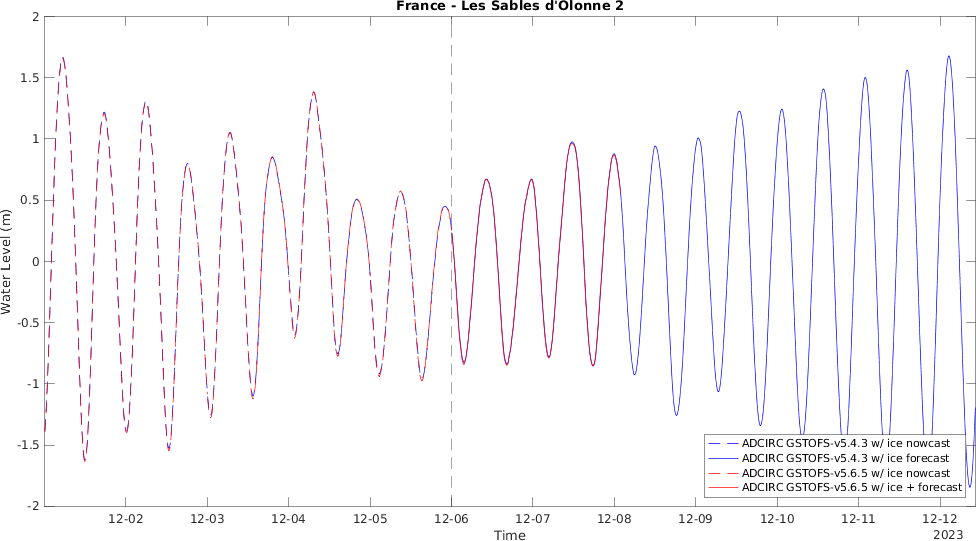 France - Les Sables d'Olonne 2
2
1.5
1
0.5
0
-0.5
-1
-1.5
-2
Water Level (m)
ADCIRC GSTOFS-v5.4.3 w/ ice nowcast
ADCIRC GSTOFS-v5.4.3 w/ ice forecast
ADCIRC GSTOFS-v5.6.5 w/ ice nowcast
ADCIRC GSTOFS-v5.6.5 w/ ice + forecast
12-02 12-03 12-04 12-05 12-06 12-07 12-08 12-09 12-10 12-11 12-12
Time
2023